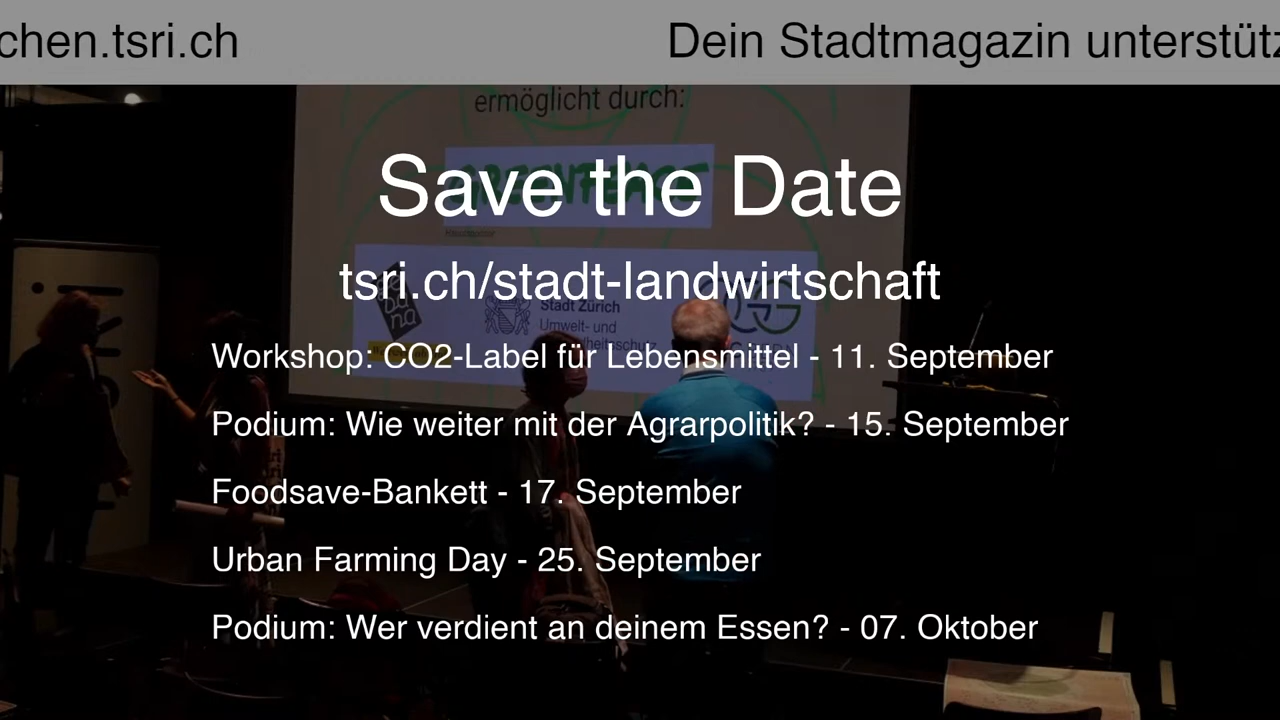 chen.tsri.ch
Dein Stadtmagazin unterstütz
ermöglicht durch:
Save the Date
tsri.ch/stadt-landwirtschaft
Stadt Zürich
Umwelt- und
Workshop: CO2-Label für Lebensmittel - 11. September
Podium: Wie weiter mit der Agrarpolitik? - 15. September
Foodsave-Bankett - 17. September
Urban Farming Day - 25. September
Podium: Wer verdient an deinem Essen? - 07. Oktober